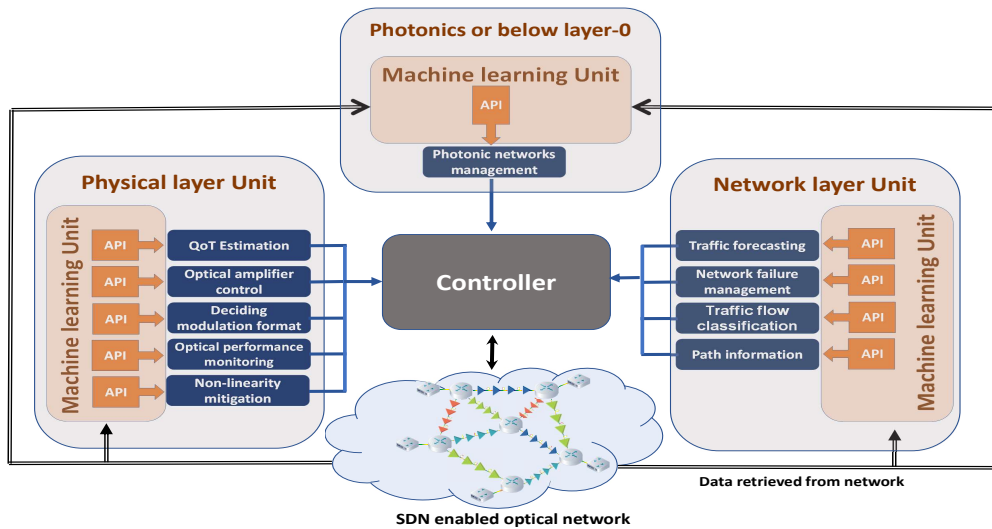 Photonics or below layer-0
Machine learning Unit
API
Photonic networks
management
Physical layer Unit
Machine learning Unit
API
QoT Estimation
API
Optical amplifier
control
API
Deciding
modulation format
API
Optical performance
monitoring
API
Non-linearity
mitigation
Controller
Network layer Unit
Traffic forecasting
API
Network failure
management
API
Traffic flow
classification
API
Path information
API
Machine learning Unit
Data retrieved from network
SDN enabled optical network